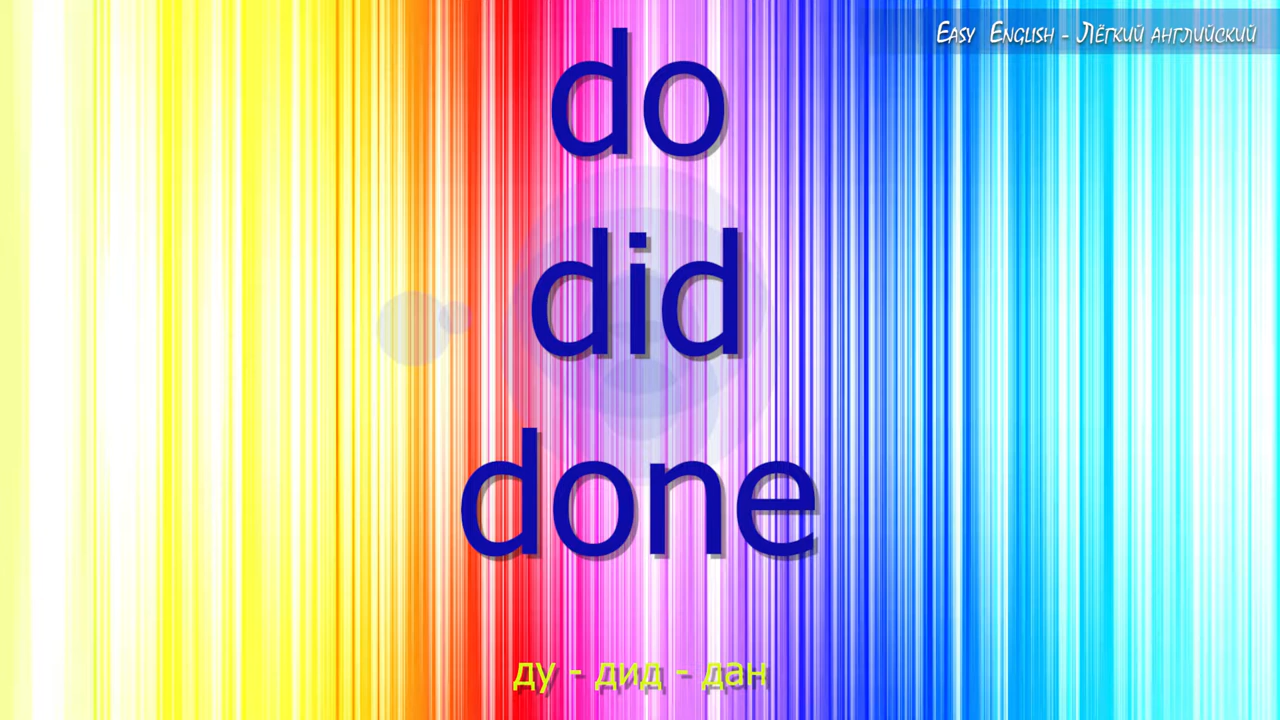 Easy English - Лёгкий английский
do
did
done
ду - дид - дан